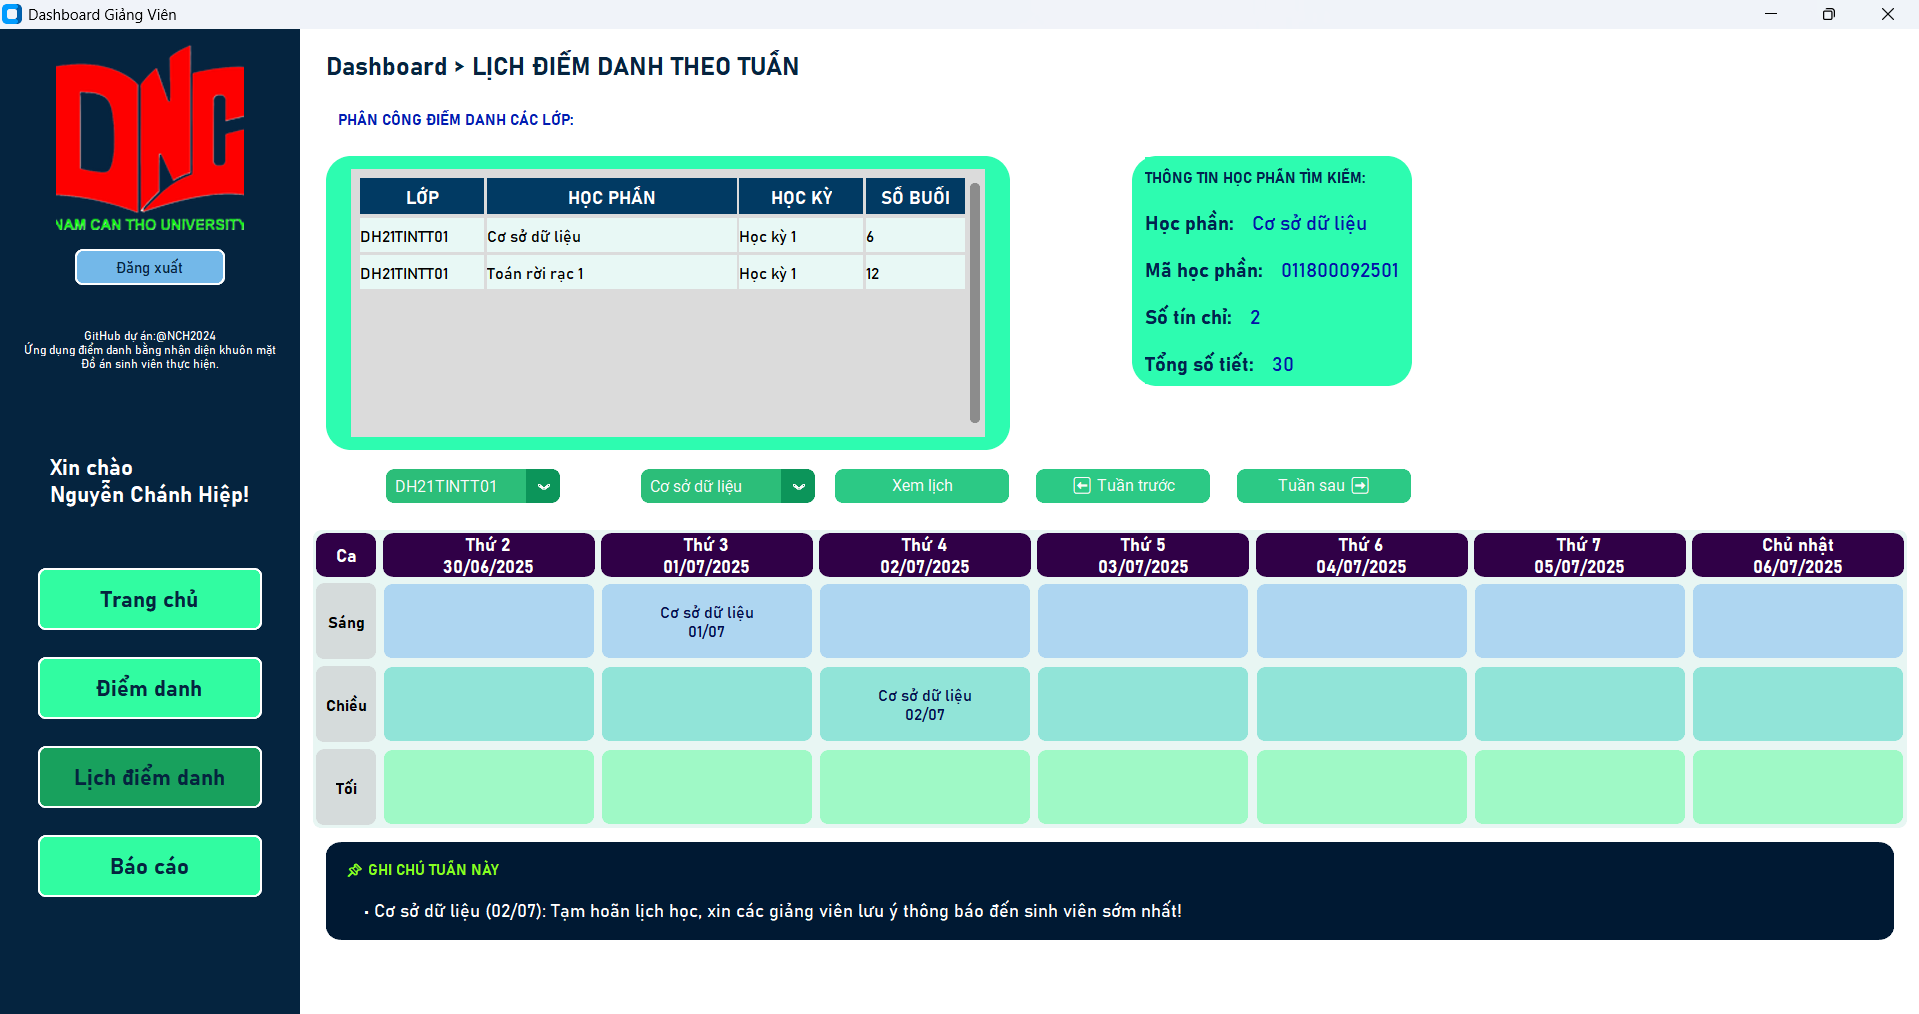 Dashboard Giảng Viên
DNC
NAM CAN THO UNIVERSITY
Đăng xuất
GitHub dự án:@NCH2024
Ứng dụng điểm danh bằng nhận diện khuôn mặt
Đồ án sinh viên thực hiện.
Xin chào
Nguyễn Chánh Hiệp!
Trang chủ
Điểm danh
Lịch điểm danh
Báo cáo
Dashboard > LỊCH ĐIỂM DANH THEO TUẦN
PHÂN CÔNG ĐIỂM DANH CÁC LỚP:
LỚP HỌC PHẦN HỌC KỲ SỐ BUỔI
DH21TINTT01 Cơ sở dữ liệu Học kỳ 1 6
DH21TINTT01 Toán rời rạc 1 Học kỳ 1 12
THÔNG TIN HỌC PHẦN TÌM KIẾM:
Học phần: Cơ sở dữ liệu
Mã học phần: 011800092501
Số tín chỉ: 2
Tổng số tiết: 30
DH21TINTT01 Cơ sở dữ liệu Xem lịch Tuần trước Tuần sau
Ca
Thứ 2
30/06/2025
Thứ 3
01/07/2025
Thứ 4
02/07/2025
Thứ 5
03/07/2025
Thứ 6
04/07/2025
Thứ 7
05/07/2025
Chủ nhật
06/07/2025
Sáng
Cơ sở dữ liệu
01/07
Chiều
Cơ sở dữ liệu
02/07
Tối
GHI CHÚ TUẦN NÀY
• Cơ sở dữ liệu (02/07): Tạm hoãn lịch học, xin các giảng viên lưu ý thông báo đến sinh viên sớm nhất!